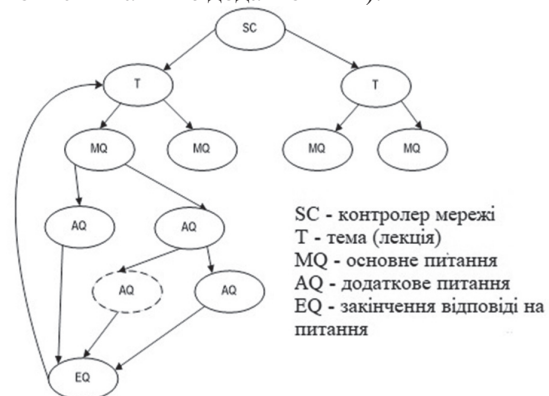 SC
T
T
MQ
MQ
MQ
MQ
AQ
AQ
AQ
AQ
EQ
SC - контролер мережі
T - тема (лекція)
MQ - основне питання
AQ - додаткове питання
EQ - закінчення відповіді на
питання